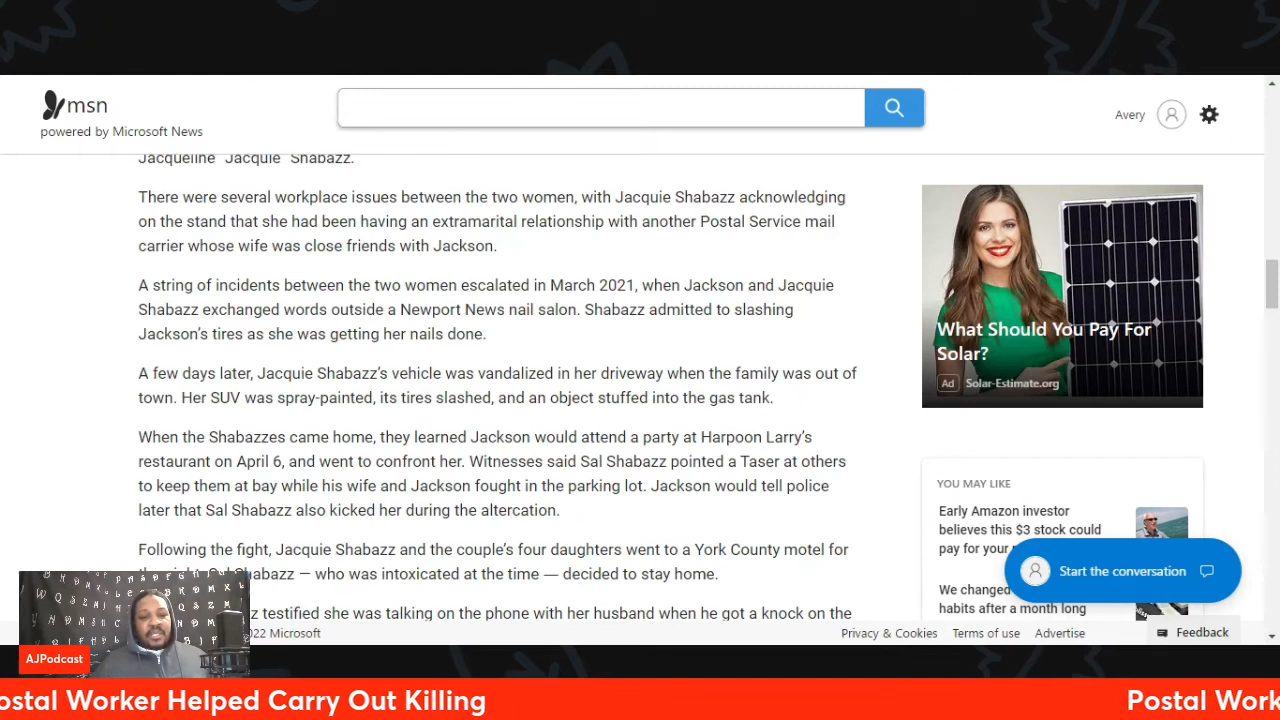 msn
powered by Microsoft News
Avery
Jacqueline "Jacquie" Shabazz.
There were several workplace issues between the two women, with Jacquie Shabazz acknowledging
on the stand that she had been having an extramarital relationship with another Postal Service mail
carrier whose wife was close friends with Jackson.
A string of incidents between the two women escalated in March 2021, when Jackson and Jacquie
Shabazz exchanged words outside a Newport News nail salon. Shabazz admitted to slashing
Jackson's tires as she was getting her nails done.
A few days later, Jacquie Shabazz's vehicle was vandalized in her driveway when the family was out of
town. Her SUV was spray-painted, its tires slashed, and an object stuffed into the gas tank.
When the Shabazzes came home, they learned Jackson would attend a party at Harpoon Larry's
restaurant on April 6, and went to confront her. Witnesses said Sal Shabazz pointed a Taser at others
to keep them at bay while his wife and Jackson fought in the parking lot. Jackson would tell police
later that Sal Shabazz also kicked her during the altercation.
Following the fight, Jacquie Shabazz and the couple's four daughters went to a York County motel for
Shabazz — who was intoxicated at the time — decided to stay home.
testified she was talking on the phone with her husband when he got a knock on the
What Should You Pay For
Solar?
Ad Solar-Estimate.org
YOU MAY LIKE
Early Amazon investor
believes this $3 stock could
pay for your
We changed
habits after a month long
Start the conversation
2022 Microsoft
Privacy & Cookies
Terms of use
Advertise
Feedback
AJPodcast
ostal Worker Helped Carry Out Killing
Postal Work